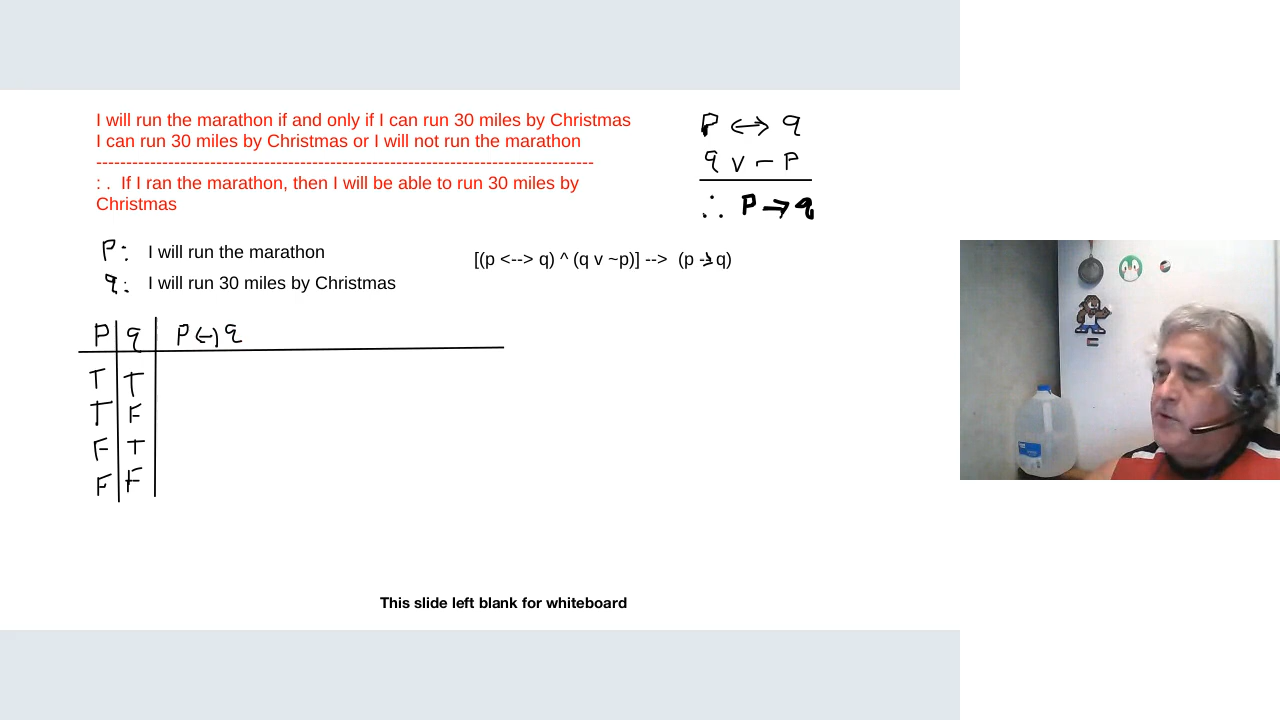 I will run the marathon if and only if I can run 30 miles by Christmas
I can run 30 miles by Christmas or I will not run the marathon
-----------------------------------------------------------------------------------
: .  If I ran the marathon, then I will be able to run 30 miles by
Christmas
P ↔ q
q v ~ P
∴ P → q
P: I will run the marathon
q: I will run 30 miles by Christmas
[(p <--> q) ^ (q v ~p)] -->  (p → q)
P q P ↔ q
T T
T F
F T
F F
This slide left blank for whiteboard